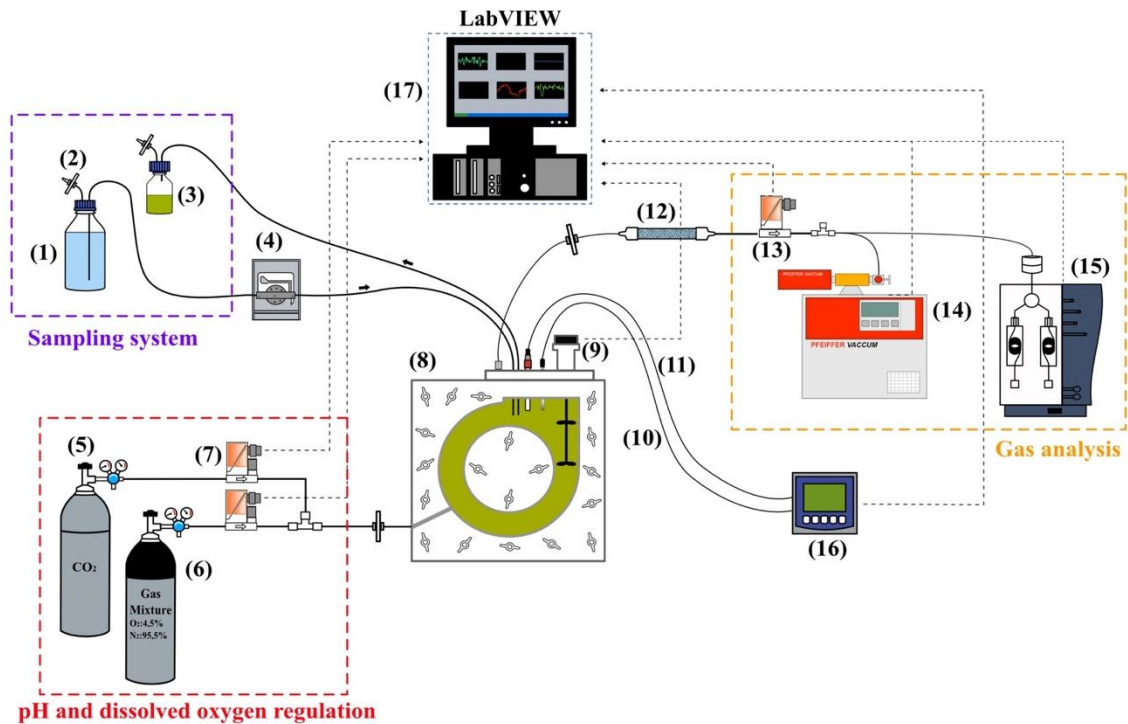 LabVIEW
(17)
(2)
(3)
(1)
(4)
Sampling system
(12)
(13)
PFEIFFER VACUUM
(14)
PFEIFFER VACCUM
(15)
Gas analysis
(8)
(9)
(11)
(10)
(16)
(5)
(7)
CO₂
(6)
Gas
Mixture
O₂:4,5%
N₂:95,5%
pH and dissolved oxygen regulation